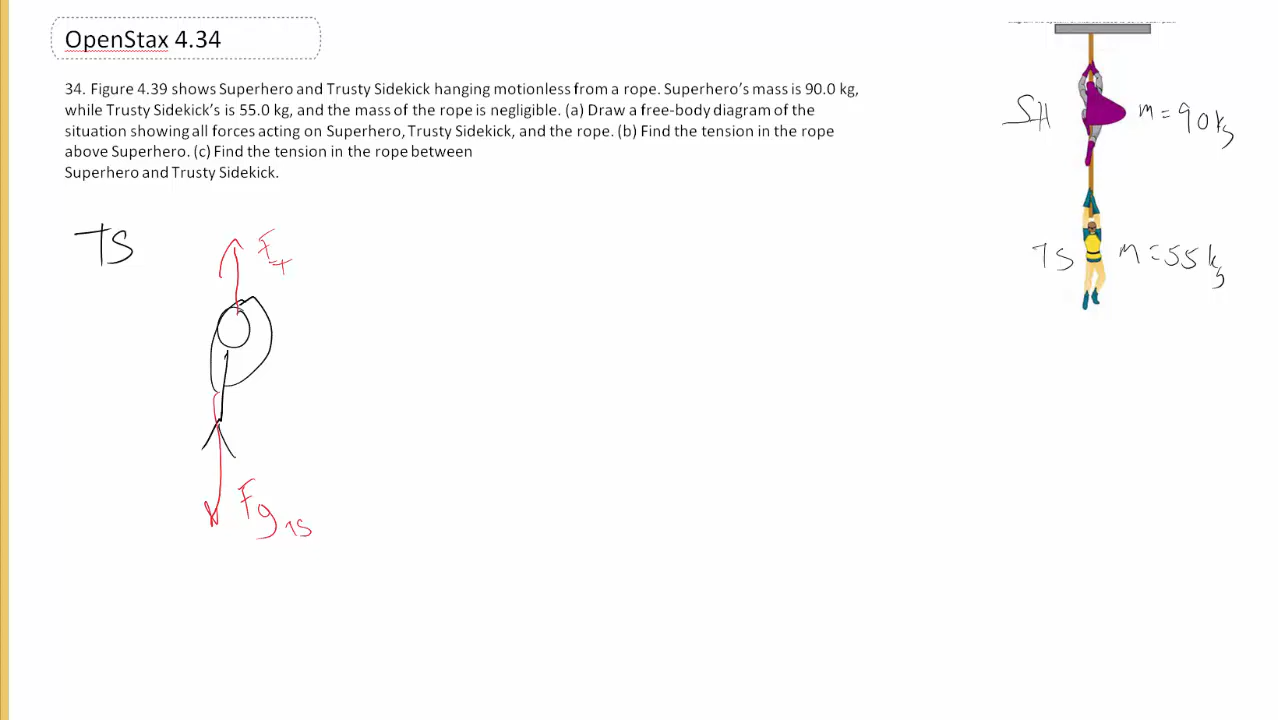 OpenStax 4.34
34. Figure 4.39 shows Superhero and Trusty Sidekick hanging motionless from a rope. Superhero’s mass is 90.0 kg,
while Trusty Sidekick’s is 55.0 kg, and the mass of the rope is negligible. (a) Draw a free-body diagram of the
situation showing all forces acting on Superhero, Trusty Sidekick, and the rope. (b) Find the tension in the rope
above Superhero. (c) Find the tension in the rope between
Superhero and Trusty Sidekick.
SH m = 90 kg
TS m = 55 kg
TS
F T
Fg TS